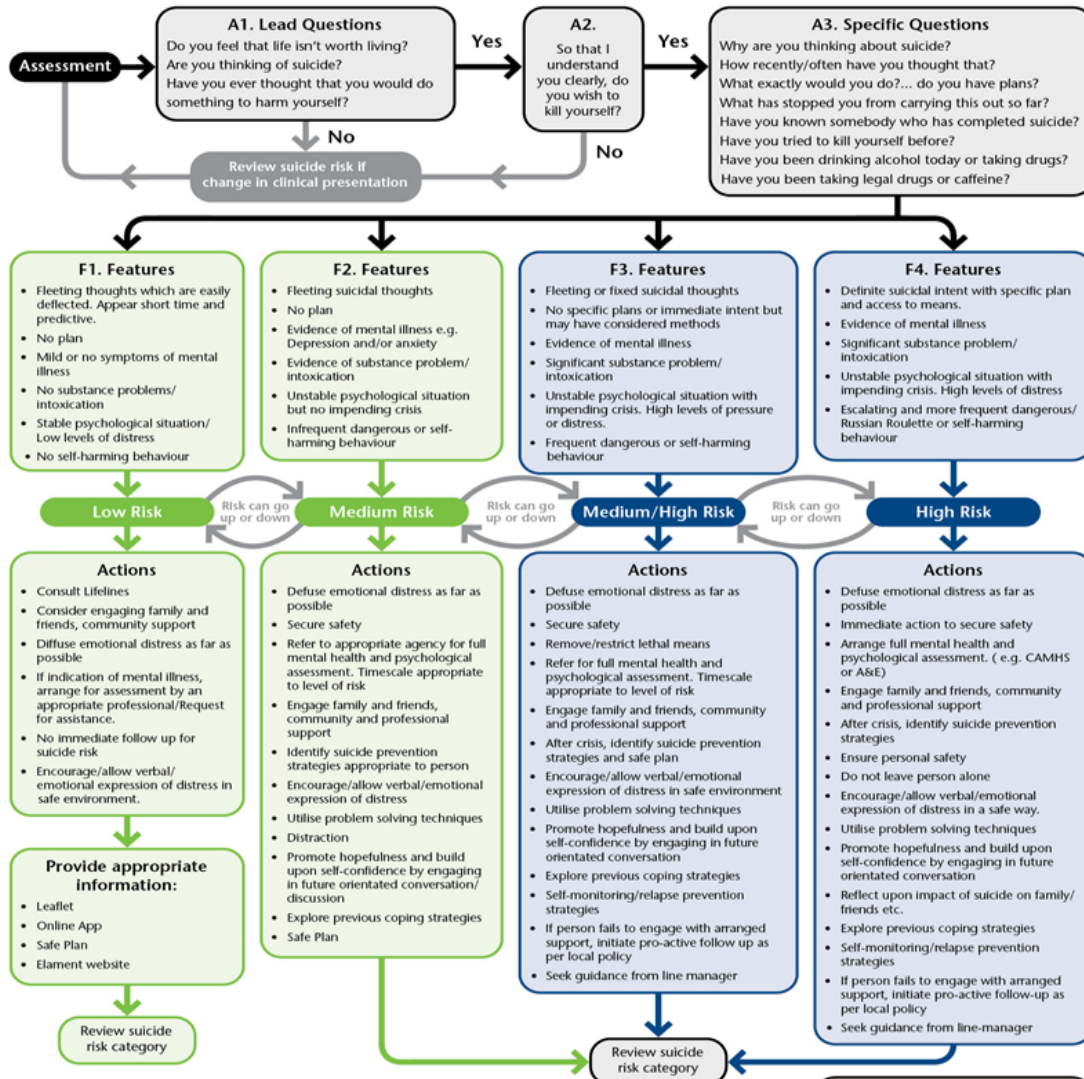 A1. Lead Questions
Do you feel that life isn't worth living?
Are you thinking of suicide?
Have you ever thought that you would do
something to harm yourself?
Assessment
Yes
A2.
So that I
understand
you clearly, do
you wish to
kill yourself?
Yes
A3. Specific Questions
Why are you thinking about suicide?
How recently/often have you thought that?
What exactly would you do?... do you have plans?
What has stopped you from carrying this out so far?
Have you known somebody who has completed suicide?
Have you tried to kill yourself before?
Have you been drinking alcohol today or taking drugs?
Have you been taking legal drugs or caffeine?
No
No
Review suicide risk if
change in clinical presentation
F1. Features
• Fleeting thoughts which are easily
deflected. Appear short time and
predictive.
• No plan
• Mild or no symptoms of mental
illness
• No substance problems/
intoxication
• Stable psychological situation/
Low levels of distress
• No self-harming behaviour
F2. Features
• Fleeting suicidal thoughts
• No plan
• Evidence of mental illness e.g.
Depression and/or anxiety
• Evidence of substance problem/
intoxication
• Unstable psychological situation
but no impending crisis
• Infrequent dangerous or self-
harming behaviour
F3. Features
• Fleeting or fixed suicidal thoughts
• No specific plans or immediate intent but
may have considered methods
• Evidence of mental illness
• Significant substance problem/
intoxication
• Unstable psychological situation with
impending crisis. High levels of pressure
or distress.
• Frequent dangerous or self-harming
behaviour
F4. Features
• Definite suicidal intent with specific plan
and access to means.
• Evidence of mental illness
• Significant substance problem/
intoxication
• Unstable psychological situation with
impending crisis. High levels of distress
• Escalating and more frequent dangerous/
Russian Roulette or self-harming
behaviour
Low Risk
Risk can go
up or down
Medium Risk
Risk can go
up or down
Medium/High Risk
Risk can go
up or down
High Risk
Actions
• Consult Lifelines
• Consider engaging family and
friends, community support
• Diffuse emotional distress as far as
possible
• If indication of mental illness,
arrange for assessment by an
appropriate professional/Request
for assistance.
• No immediate follow up for
suicide risk
• Encourage/allow verbal/
emotional expression of distress in
safe environment.
Provide appropriate
information:
• Leaflet
• Online App
• Safe Plan
• Elament website
Review suicide
risk category
Actions
• Defuse emotional distress as far as
possible
• Secure safety
• Refer to appropriate agency for full
mental health and psychological
assessment. Timescale appropriate
to level of risk
• Engage family and friends,
community and professional
support
• Identify suicide prevention
strategies appropriate to person
• Encourage/allow verbal/emotional
expression of distress
• Utilise problem solving techniques
• Distraction
• Promote hopefulness and build
upon self-confidence by engaging
in future orientated conversation/
discussion
• Explore previous coping strategies
• Safe Plan
Actions
• Defuse emotional distress as far as
possible
• Secure safety
• Remove/restrict lethal means
• Refer for full mental health and
psychological assessment. Timescale
appropriate to level of risk
• Engage family and friends, community
and professional support
• After crisis, identify suicide prevention
strategies and safe plan
• Encourage/allow verbal/emotional
expression of distress in safe environment
• Utilise problem solving techniques
• Promote hopefulness and build upon
self-confidence by engaging in future
orientated conversation
• Explore previous coping strategies
• Self-monitoring/relapse prevention
strategies
• If person fails to engage with arranged
support, initiate pro-active follow up as
per local policy
• Seek guidance from line manager
Actions
• Defuse emotional distress as far as
possible
• Immediate action to secure safety
• Arrange full mental health and
psychological assessment. ( e.g. CAMHS
or A&E)
• Engage family and friends, community
and professional support
• After crisis, identify suicide prevention
strategies
• Ensure personal safety
• Do not leave person alone
• Encourage/allow verbal/emotional
expression of distress in a safe way.
• Utilise problem solving techniques
• Promote hopefulness and build upon
self-confidence by engaging in future
orientated conversation
• Reflect upon impact of suicide on family/
friends etc.
• Explore previous coping strategies
• Self-monitoring/relapse prevention
strategies
• If person fails to engage with arranged
support, initiate pro-active follow-up as
per local policy
• Seek guidance from line-manager
Review suicide
risk category